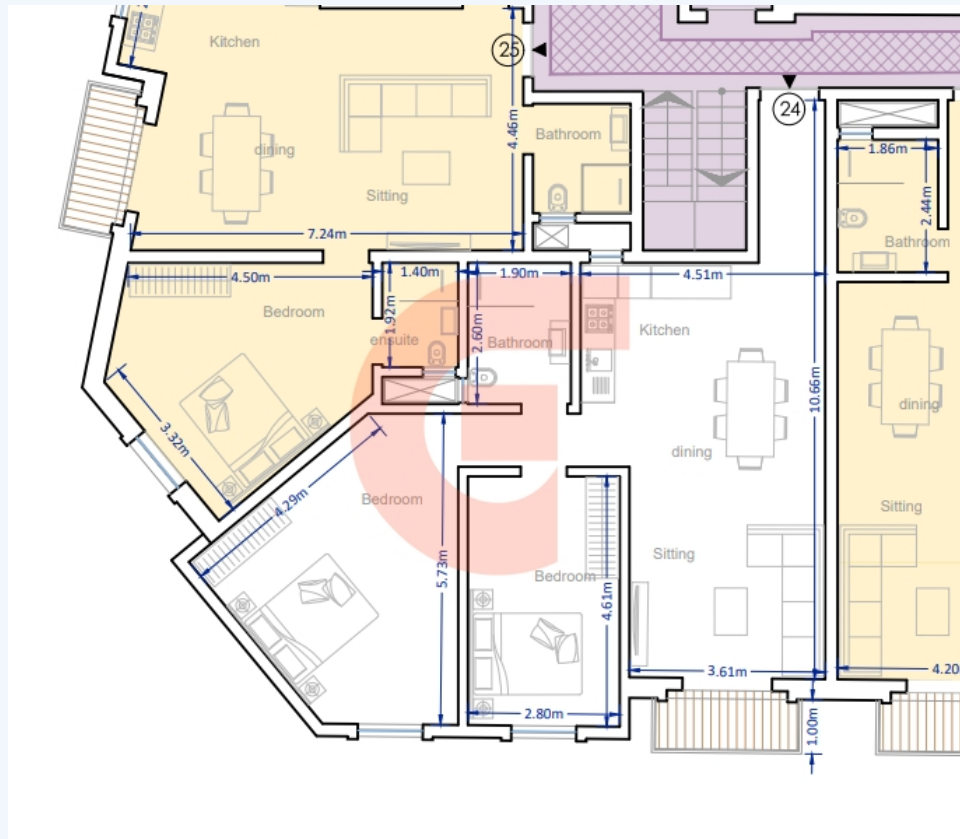 Kitchen
25
24
4.46m
Bathroom
1.86m
dining
2.44m
Sitting
7.24m
Bathroom
4.50m
1.40m
1.90m
4.51m
Bedroom
1.92m
ensuite
2.60m
Bathroom
Kitchen
10.66m
dining
3.32m
dining
4.29m
Bedroom
Sitting
5.73m
Sitting
Bedroom
4.61m
3.61m
4.20
2.80m
1.00m